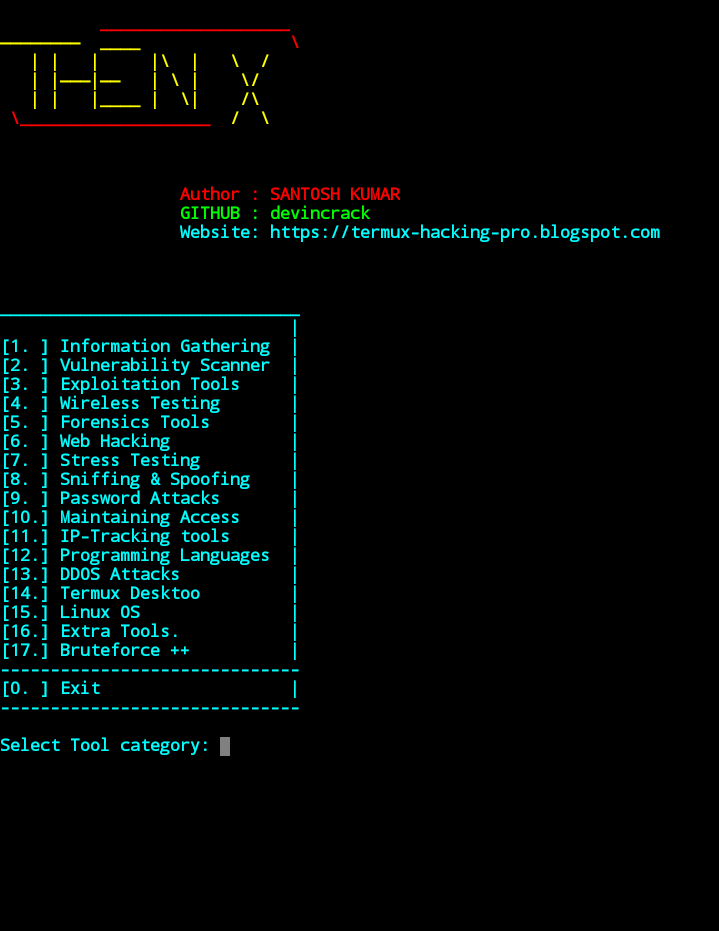 THENX
Author : SANTOSH KUMAR
GITHUB : devincrack
Website: https://termux-hacking-pro.blogspot.com
[1. ] Information Gathering
[2. ] Vulnerability Scanner
[3. ] Exploitation Tools
[4. ] Wireless Testing
[5. ] Forensics Tools
[6. ] Web Hacking
[7. ] Stress Testing
[8. ] Sniffing & Spoofing
[9. ] Password Attacks
[10.] Maintaining Access
[11.] IP-Tracking tools
[12.] Programming Languages
[13.] DDOS Attacks
[14.] Termux Desktoo
[15.] Linux OS
[16.] Extra Tools.
[17.] Bruteforce ++
[0. ] Exit
Select Tool category: